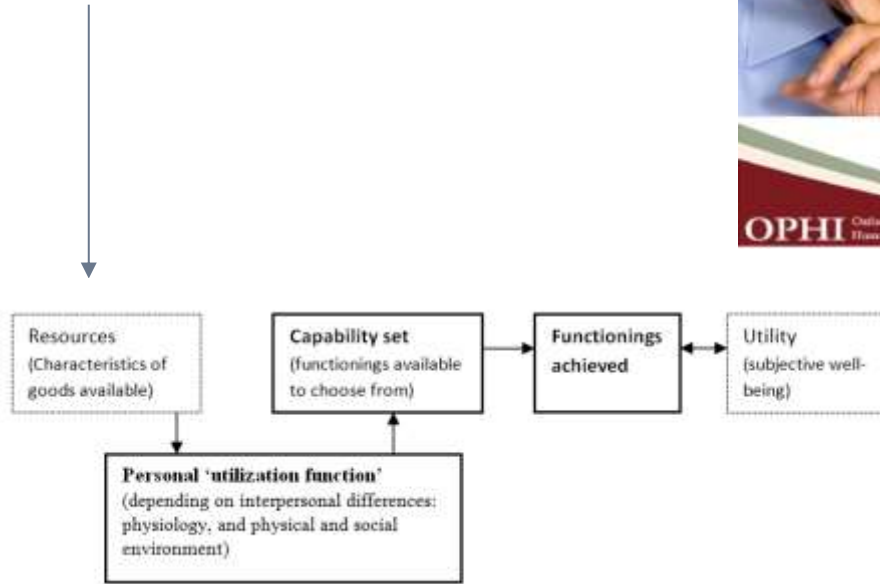 OPHI
Resources
(Characteristics of
goods available)
Capability set
(functionings available
to choose from)
Functionings
achieved
Utility
(subjective well-
being)
Personal 'utilization function'
(depending on interpersonal differences:
physiology, and physical and social
environment)